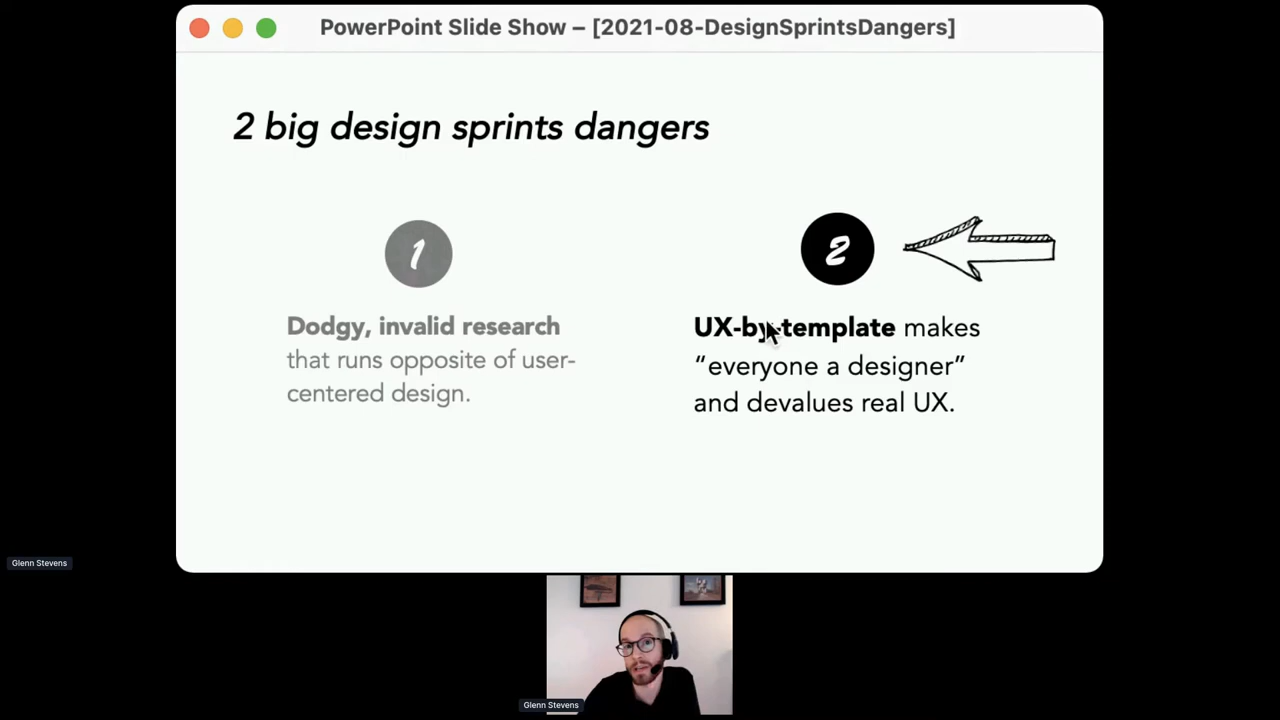 PowerPoint Slide Show – [2021-08-DesignSprintsDangers]
2 big design sprints dangers
1
Dodgy, invalid research
that runs opposite of user-
centered design.
2
UX-by-template makes
“everyone a designer”
and devalues real UX.
Glenn Stevens
Glenn Stevens